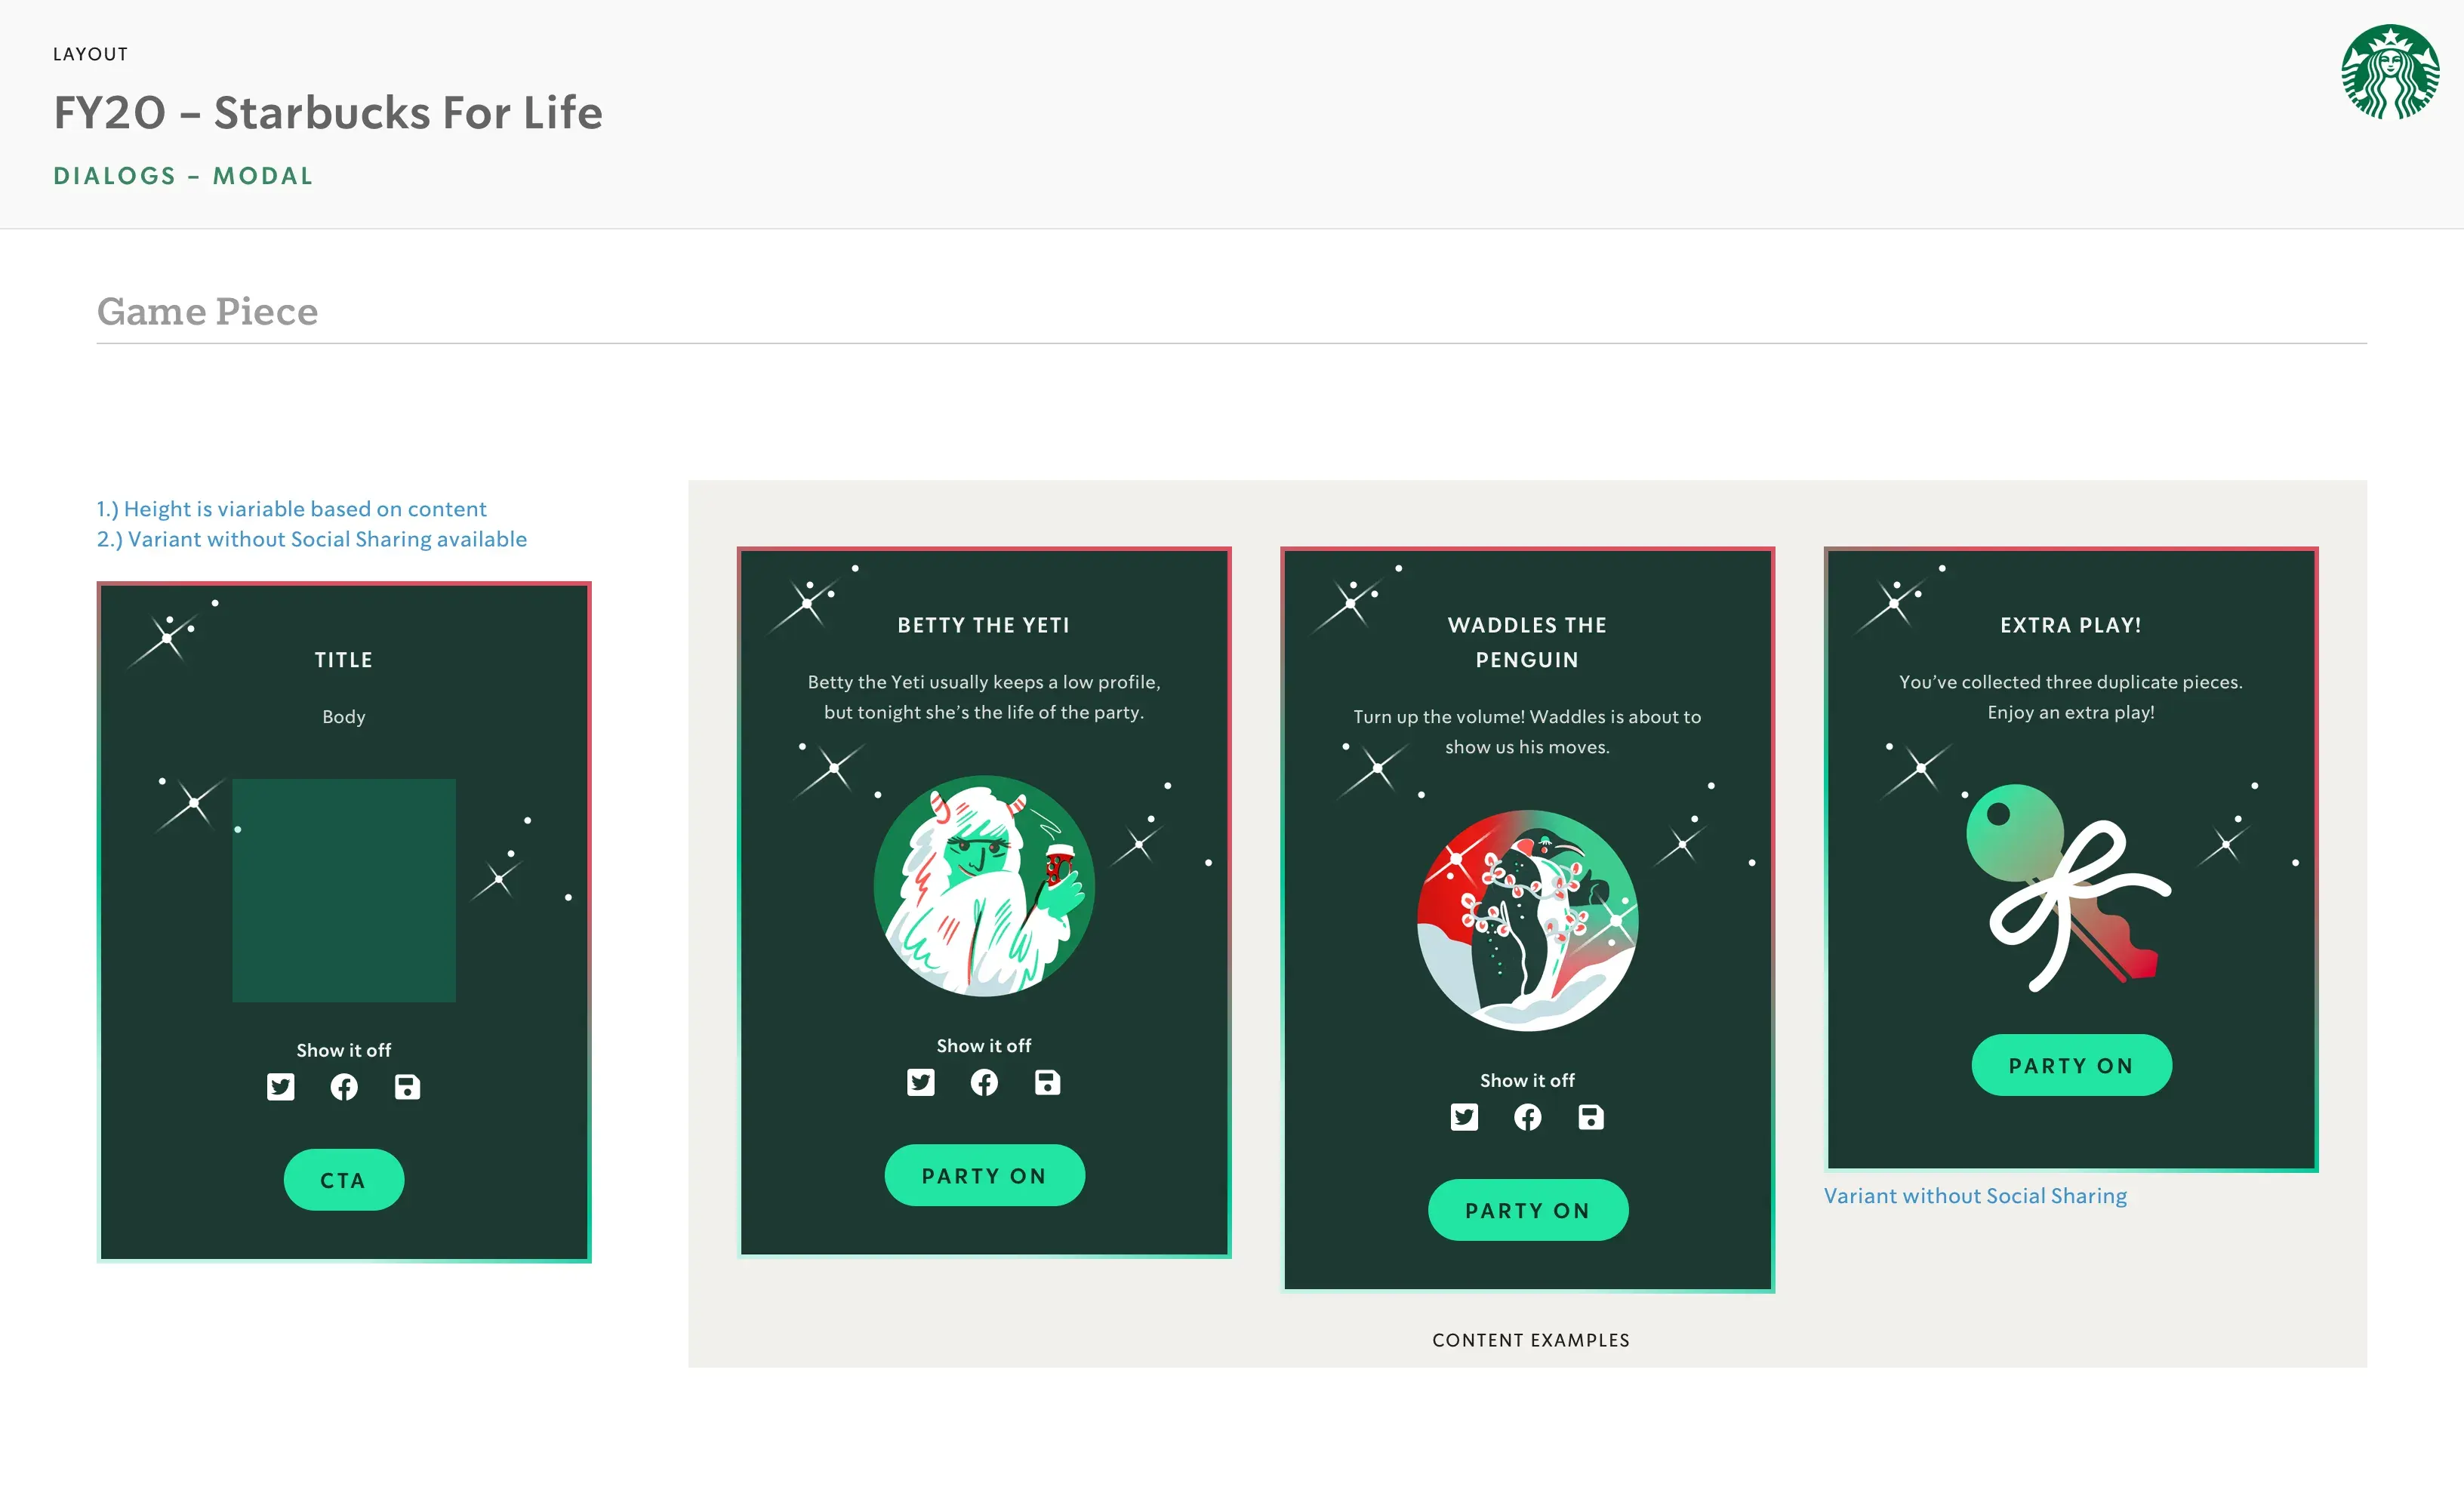 LAYOUT
FY20 – Starbucks For Life
DIALOGS – MODAL
Game Piece
1.) Height is viariable based on content
2.) Variant without Social Sharing available
TITLE
Body
Show it off
CTA
BETTY THE YETI
Betty the Yeti usually keeps a low profile,
but tonight she’s the life of the party.
Show it off
PARTY ON
WADDLES THE
PENGUIN
Turn up the volume! Waddles is about to
show us his moves.
Show it off
PARTY ON
EXTRA PLAY!
You’ve collected three duplicate pieces.
Enjoy an extra play!
PARTY ON
Variant without Social Sharing
CONTENT EXAMPLES